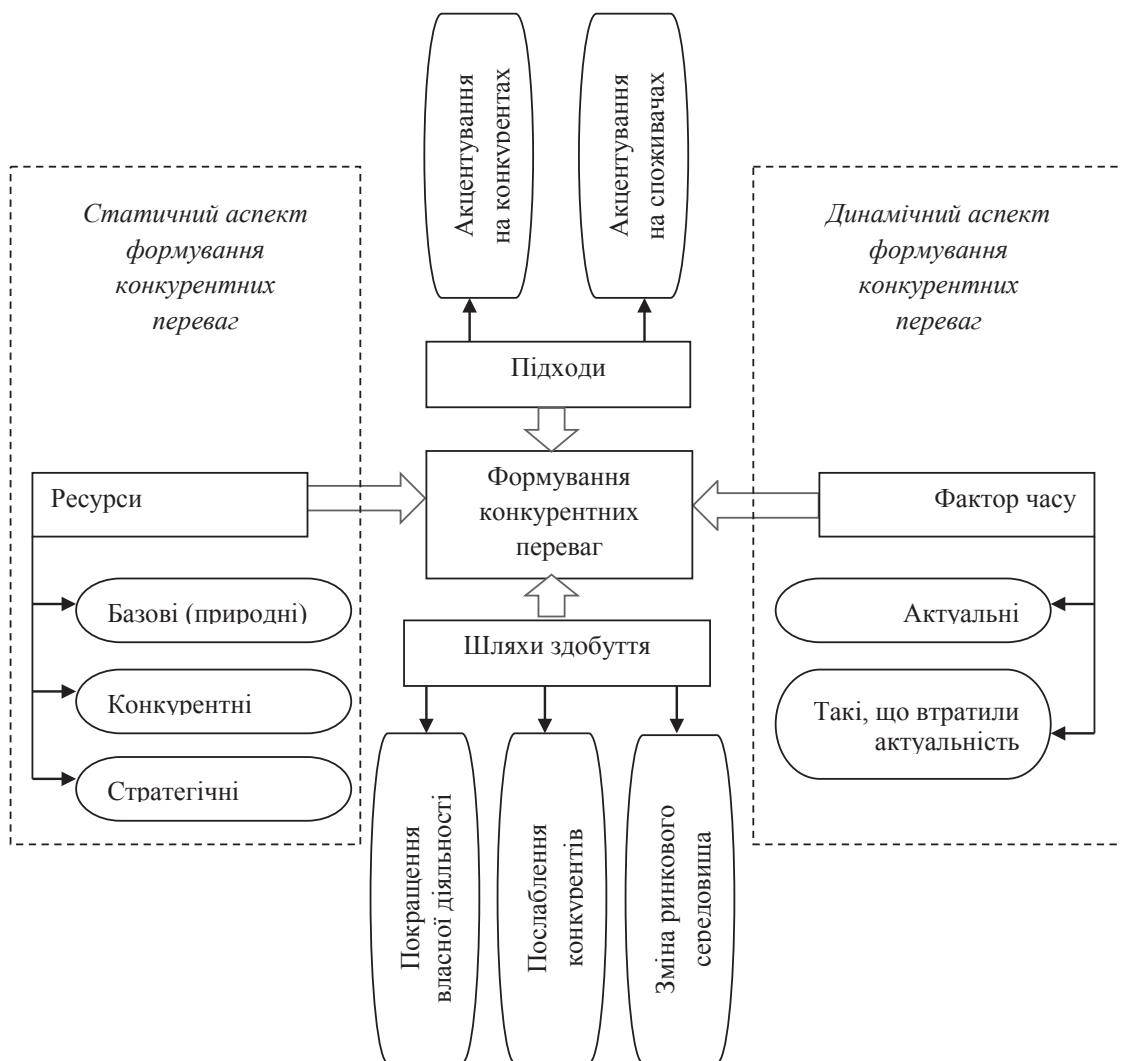 Акцентування
на конкурентах
Акцентування
на споживачах
Статичний аспект
формування
конкурентних
переваг
Динамічний аспект
формування
конкурентних
переваг
Підходи
Ресурси
Формування
конкурентних
переваг
Фактор часу
Базові (природні)
Конкурентні
Стратегічні
Шляхи здобуття
Актуальні
Такі, що втратили
актуальність
Покращення
власної діяльності
Послаблення
конкурентів
Зміна ринкового
середовища